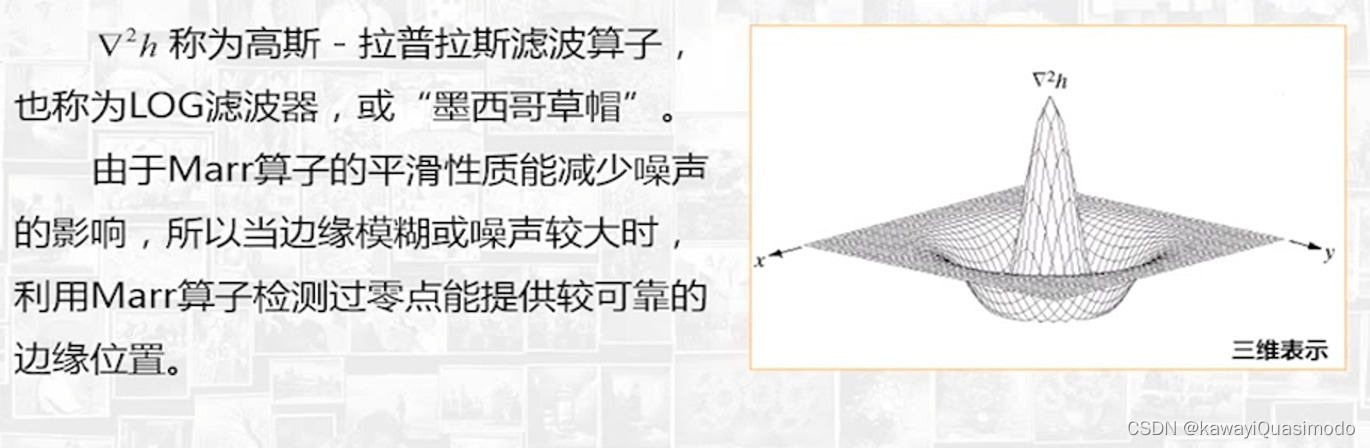 ∇²h 称为高斯 - 拉普拉斯滤波算子，
也称为LOG滤波器，或“墨西哥草帽”。
由于Marr算子的平滑性质能减少噪声
的影响，所以当边缘模糊或噪声较大时，
利用Marr算子检测过零点能提供较可靠的
边缘位置。
∇²h
x
y
三维表示
CSDN @kawayiQuasimodo